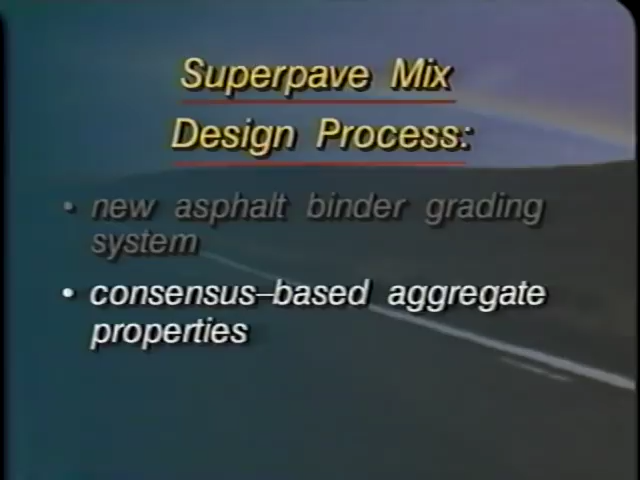 Superpave Mix
Design Process:
• new asphalt binder grading
system
• consensus–based aggregate
properties